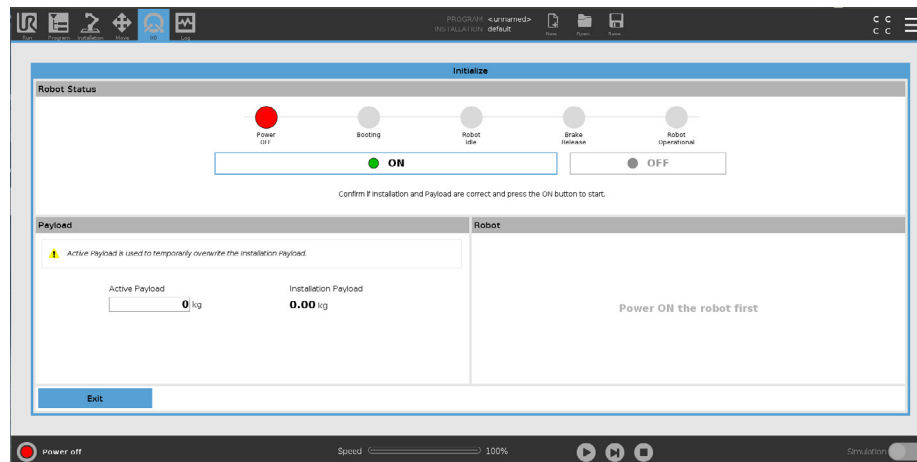 PROGRAM <unnamed>
INSTALLATION default
Run
Program
Installation
Move
I/O
Log
New
Open
Save
C C
C C
Initialize
Robot Status
Power OFF
Booting
Robot Idle
Brake Release
Robot Operational
ON
OFF
Confirm if installation and Payload are correct and press the ON button to start.
Payload
Robot
Active Payload is used to temporarily overwrite the Installation Payload.
Active Payload
Installation Payload
0 kg
0.00 kg
Power ON the robot first
Exit
Power off
Speed
100%
Simulation